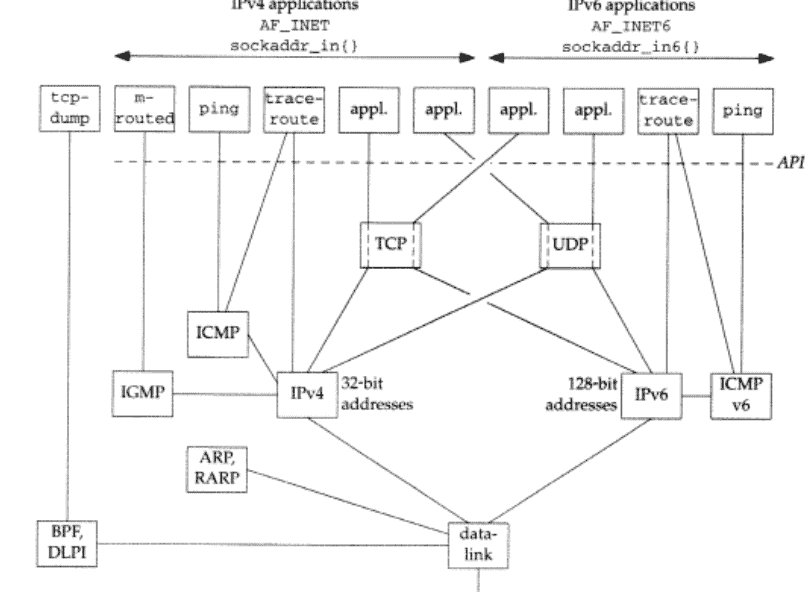 IPv4 applications
AF_INET
sockaddr_in{}
IPv6 applications
AF_INET6
sockaddr_in6{}
tcp-
dump
m-
routed
ping
trace-
route
appl.
appl.
appl.
appl.
trace-
route
ping
API
TCP
UDP
ICMP
IGMP
IPv4
32-bit
addresses
128-bit
addresses
IPv6
ICMP
v6
ARP,
RARP
BPF,
DLPI
data-
link